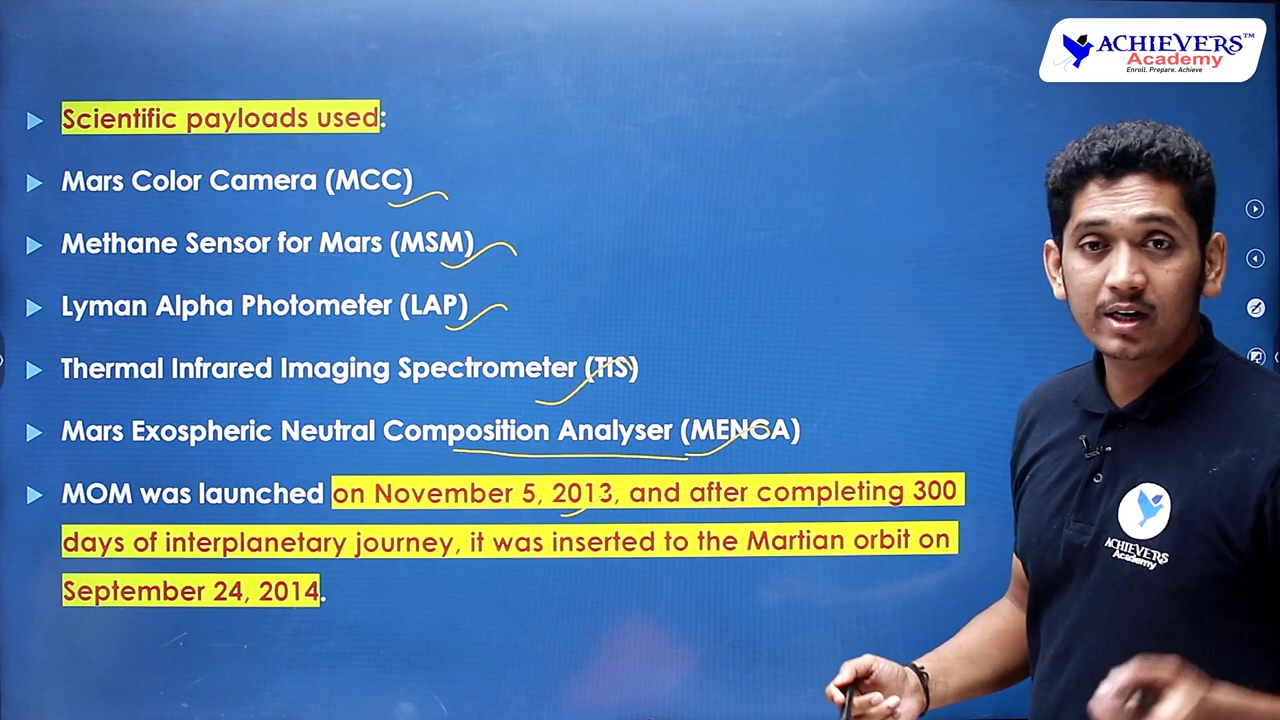 ACHIEVERS™
Academy
Enroll. Prepare. Achieve
Scientific payloads used:
Mars Color Camera (MCC)
Methane Sensor for Mars (MSM)
Lyman Alpha Photometer (LAP)
Thermal Infrared Imaging Spectrometer (TIS)
Mars Exospheric Neutral Composition Analyser (MENCA)
MOM was launched on November 5, 2013, and after completing 300
days of interplanetary journey, it was inserted to the Martian orbit on
September 24, 2014.
ACHIEVERS
Academy